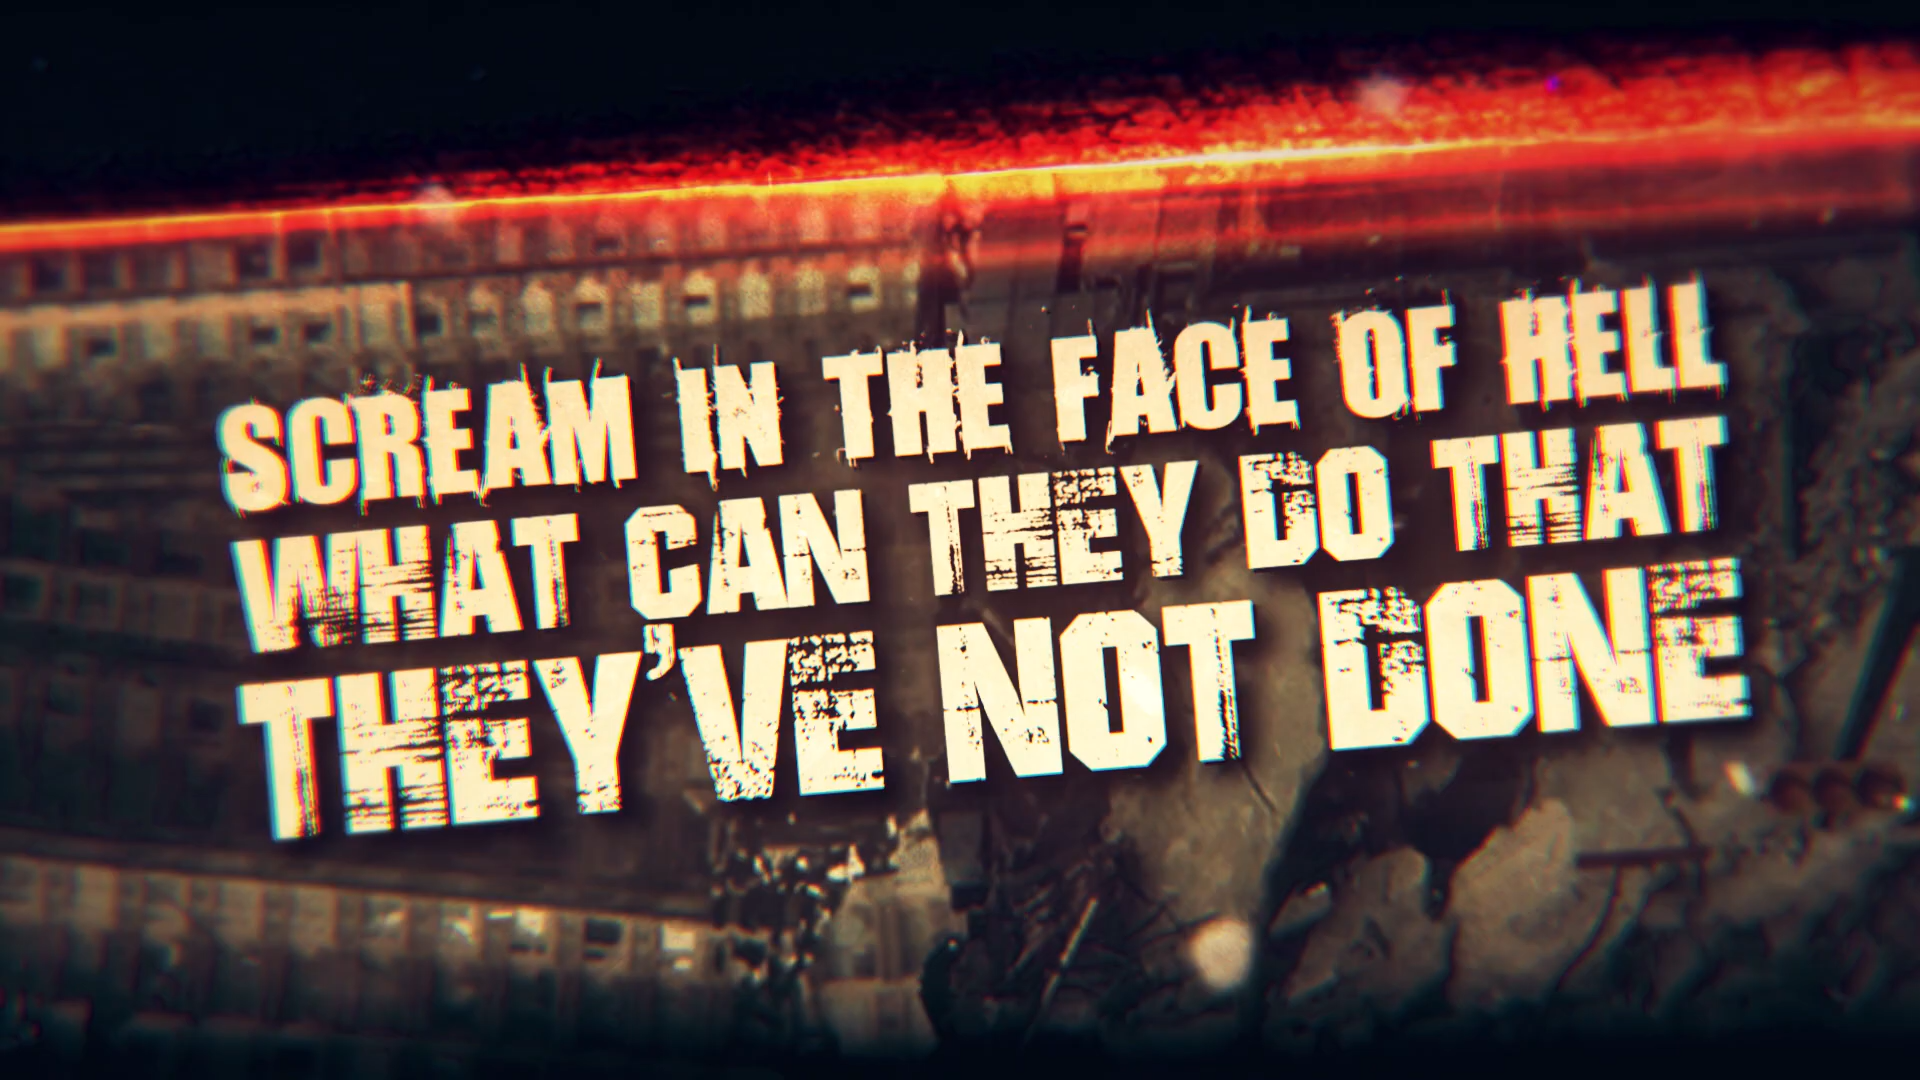 SCREAM IN THE FACE OF HELL
WHAT CAN THEY DO THAT
THEY'VE NOT DONE